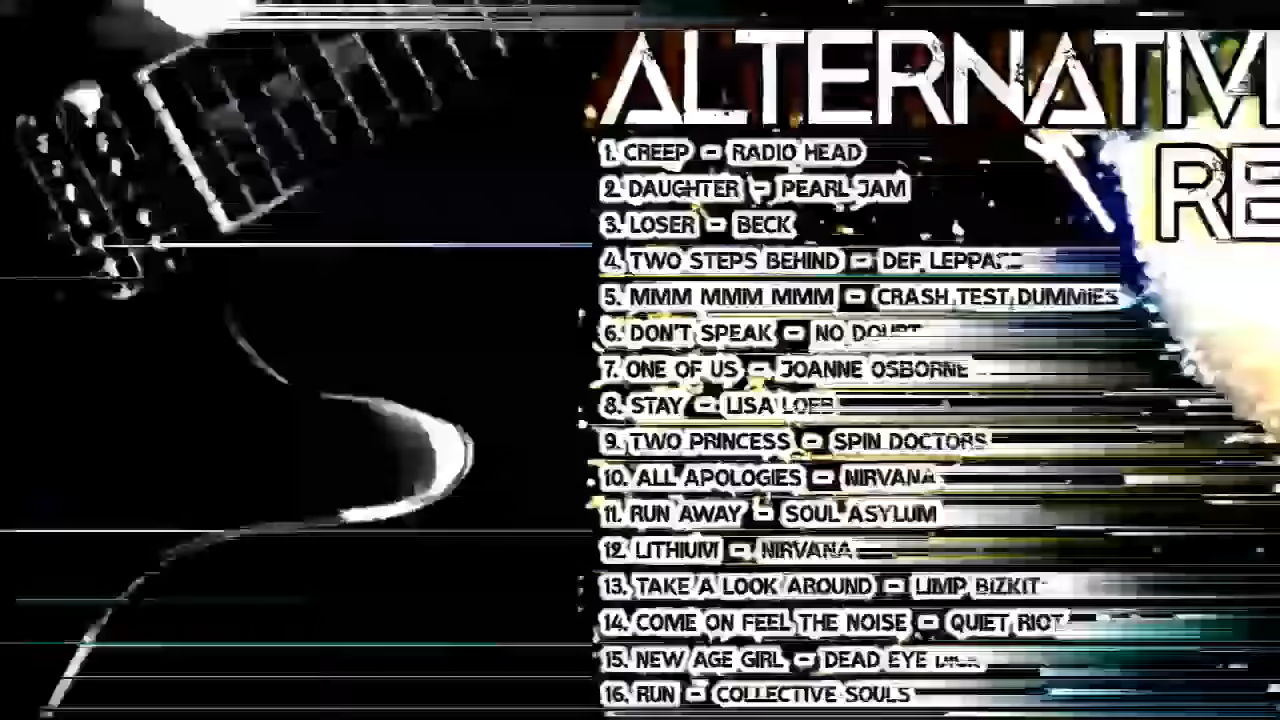 ALTERNATIV
RE
1. CREEP - RADIO HEAD
2. DAUGHTER - PEARL JAM
3. LOSER - BECK
4. TWO STEPS BEHIND - DEF LEPPARD
5. MMM MMM MMM - CRASH TEST DUMMIES
6. DON'T SPEAK - NO DOUBT
7. ONE OF US - JOANNE OSBORNE
8. STAY - LISA LOEB
9. TWO PRINCESS - SPIN DOCTORS
10. ALL APOLOGIES - NIRVANA
11. RUN AWAY - SOUL ASYLUM
12. LITHIUM - NIRVANA
13. TAKE A LOOK AROUND - LIMP BIZKIT
14. COME ON FEEL THE NOISE - QUIET RIOT
15. NEW AGE GIRL - DEAD EYE
16. RUN - COLLECTIVE SOULS